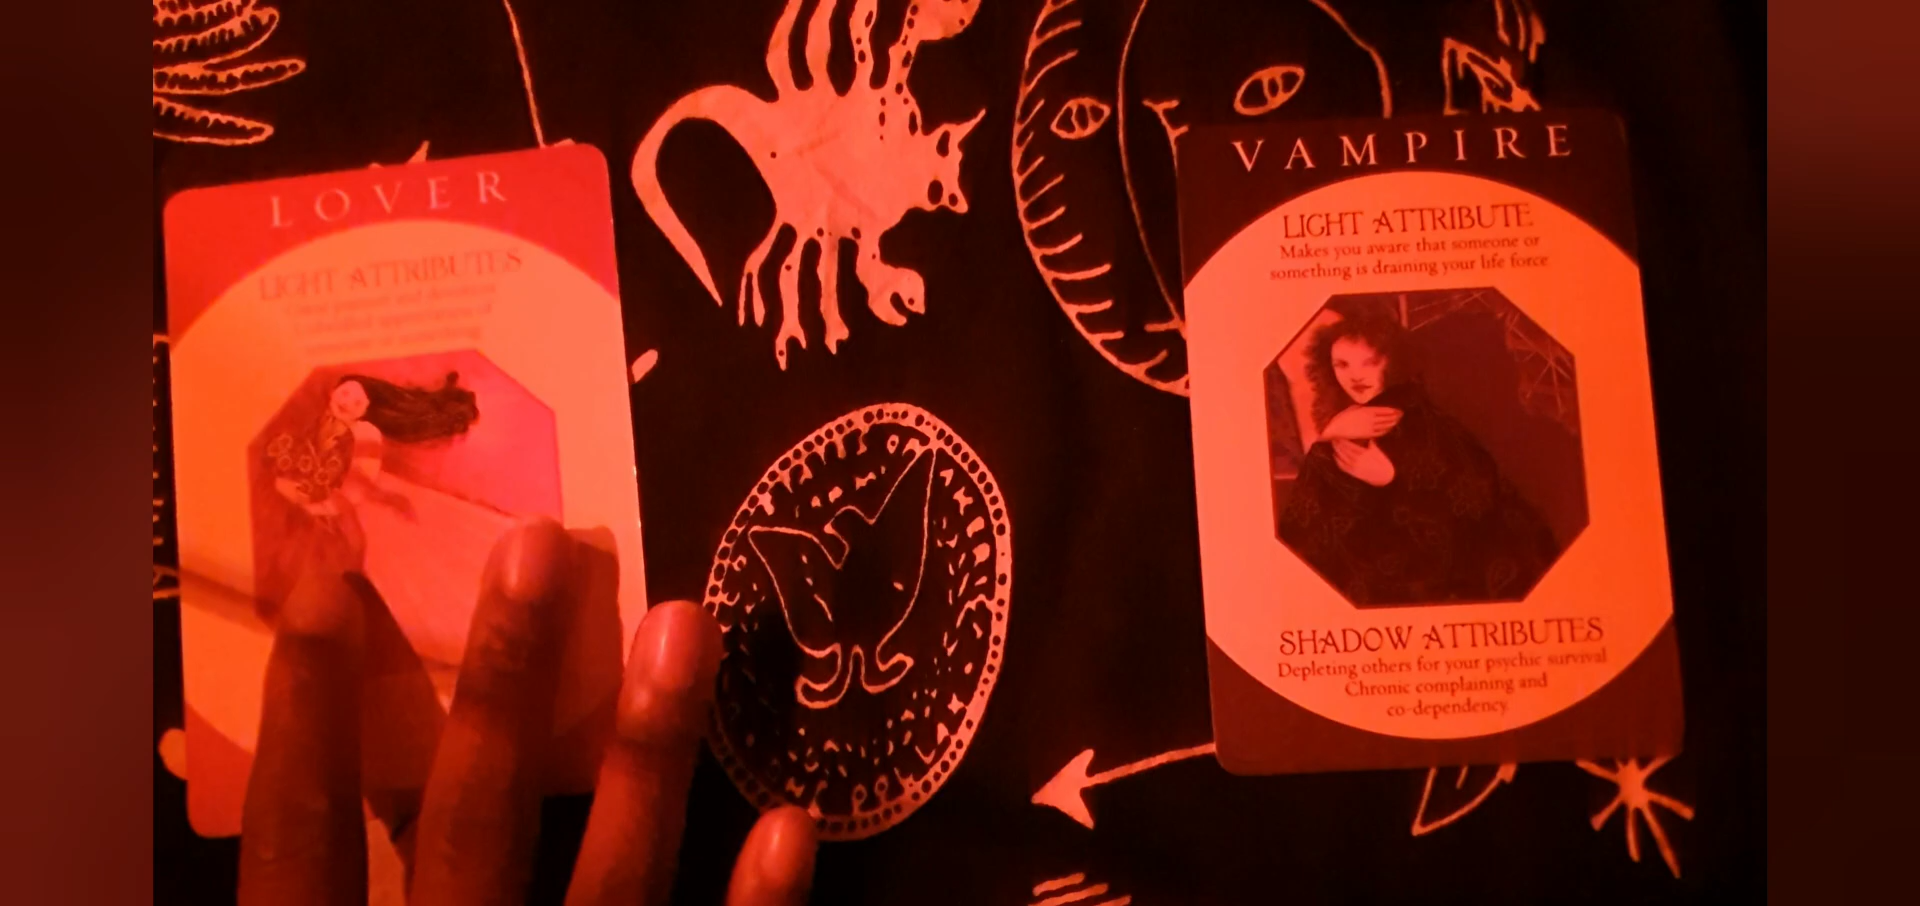 LOVER
LIGHT ATTRIBUTES
VAMPIRE
LIGHT ATTRIBUTE
Makes you aware that someone or
something is draining your life force
SHADOW ATTRIBUTES
Depleting others for your psychic survival
Chronic complaining and
co-dependency.